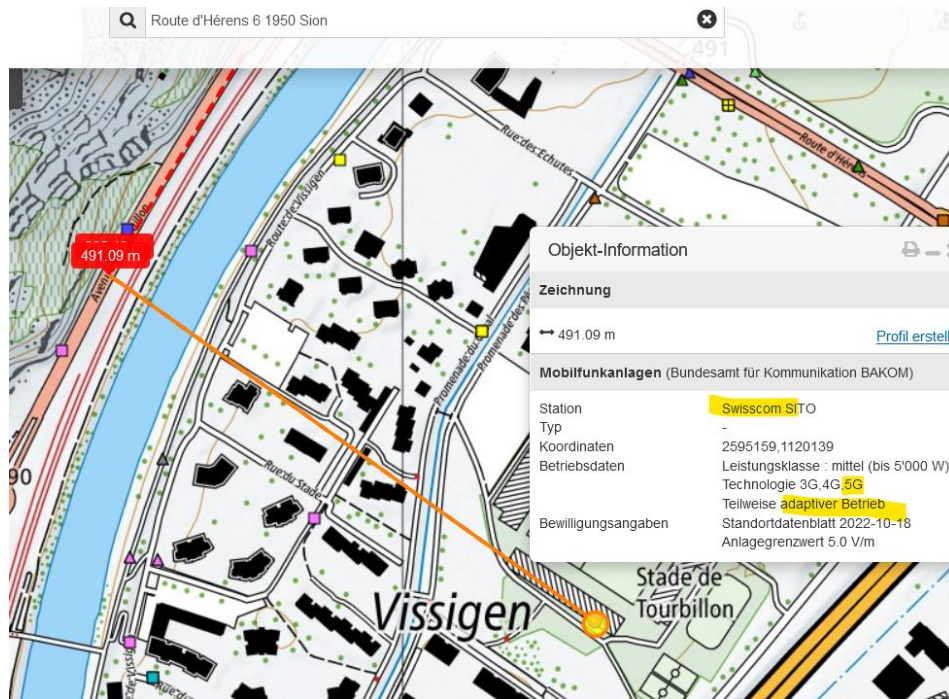 Route d'Hérens 6 1950 Sion
491
Rue des Echutes
Route d'Hérens
Route de Vissigen
491.09 m
Objekt-Information
Zeichnung
491.09 m
Profil erstell
Mobilfunkanlagen (Bundesamt für Kommunikation BAKOM)
Station Swisscom SITO
Typ -
Koordinaten 2595159,1120139
Betriebsdaten Leistungsklasse : mittel (bis 5'000 W)
Technologie 3G,4G,5G
Teilweise adaptiver Betrieb
Bewilligungsangaben Standortdatenblatt 2022-10-18
Anlagegrenzwert 5.0 V/m
Promenade du Canal
Promenade des P
90
Rue du Stade
Stade de
Tourbillon
Vissigen